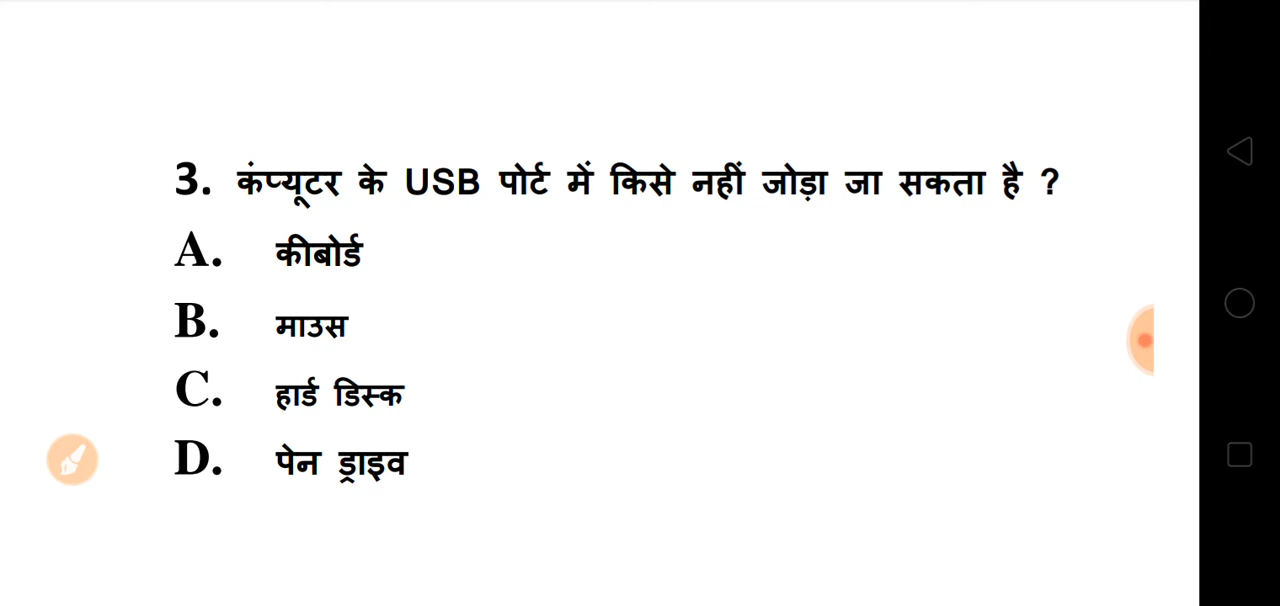 3. कंप्यूटर के USB पोर्ट में किसे नहीं जोड़ा जा सकता है ?
A. कीबोर्ड
B. माउस
C. हार्ड डिस्क
D. पेन ड्राइव